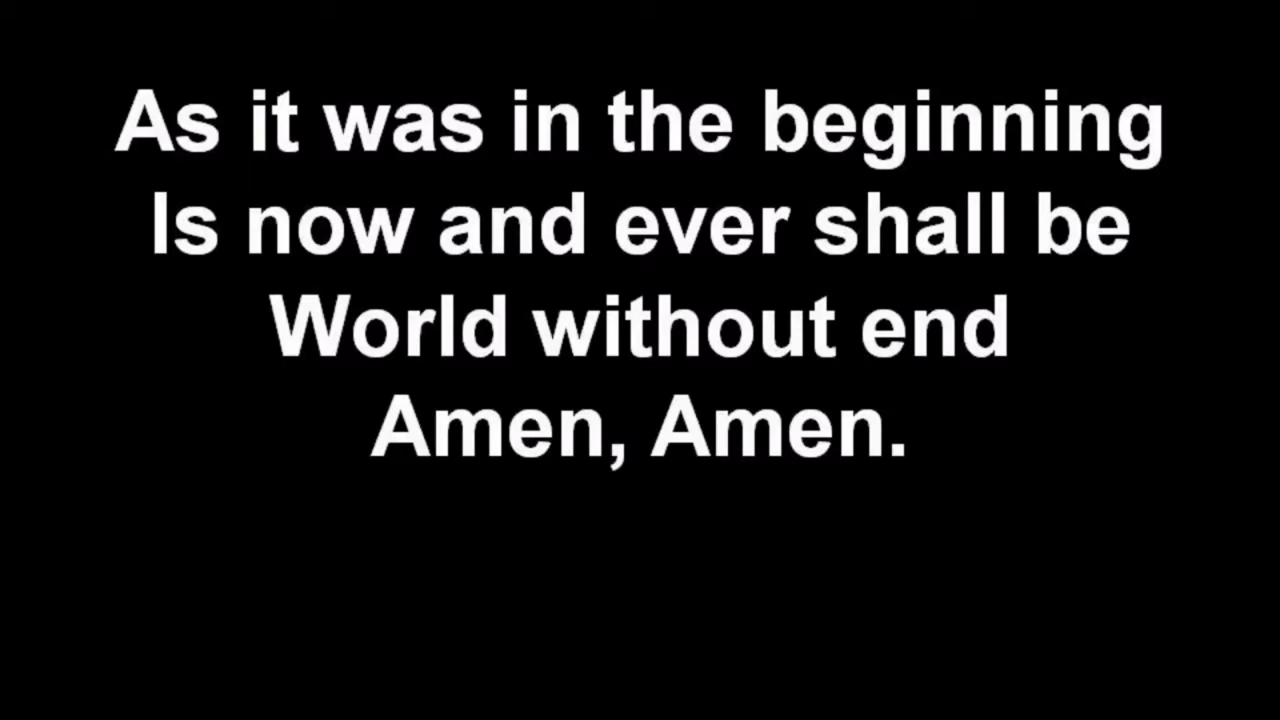 As it was in the beginning
Is now and ever shall be
World without end
Amen, Amen.